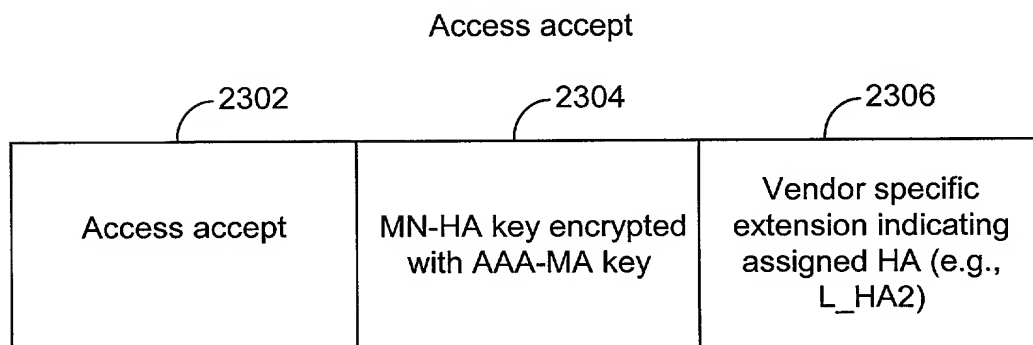 Access accept
2302
2304
2306
Access accept
MN-HA key encrypted
with AAA-MA key
Vendor specific
extension indicating
assigned HA (e.g.,
L_HA2)